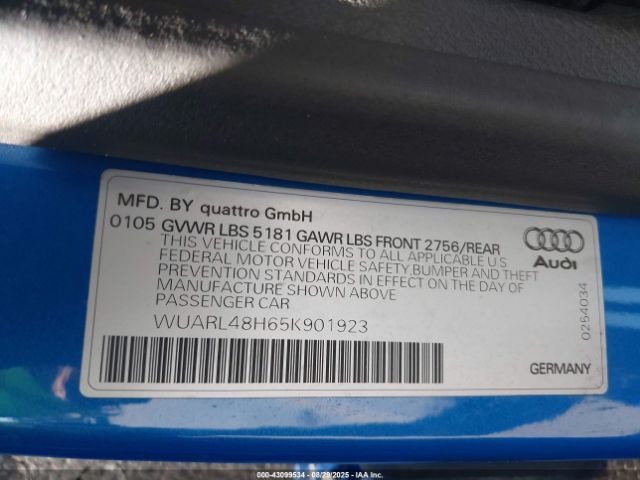 MFD. BY quattro GmbH
0105 GVWR LBS 5181 GAWR LBS FRONT 2756/REAR
THIS VEHICLE CONFORMS TO ALL APPLICABLE U S
FEDERAL MOTOR VEHICLE SAFETY, BUMPER AND THEFT
PREVENTION STANDARDS IN EFFECT ON THE DAY OF
MANUFACTURE SHOWN ABOVE
PASSENGER CAR
WUARL48H65K901923
Audi
0254034
GERMANY
000-43099534 - 08/29/2025 - IAAI.COM